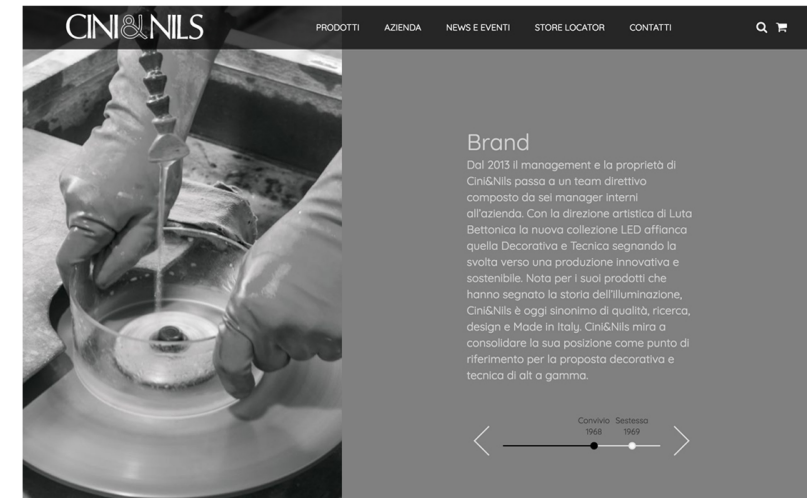 CINI&NILS
PRODOTTI AZIENDA NEWS E EVENTI STORE LOCATOR CONTATTI
Brand
Dal 2013 il management e la proprietà di
Cini&Nils passa a un team direttivo
composto da sei manager interni
all'azienda. Con la direzione artistica di Luta
Bettonica la nuova collezione LED affianca
quella Decorativa e Tecnica segnando la
svolta verso una produzione innovativa e
sostenibile. Nota per i suoi prodotti che
hanno segnato la storia dell'illuminazione,
Cini&Nils è oggi sinonimo di qualità, ricerca,
design e Made in Italy. Cini&Nils mira a
consolidare la sua posizione come punto di
riferimento per la proposta decorativa e
tecnica di alt a gamma.
Convivio Sestessa
1968 1969